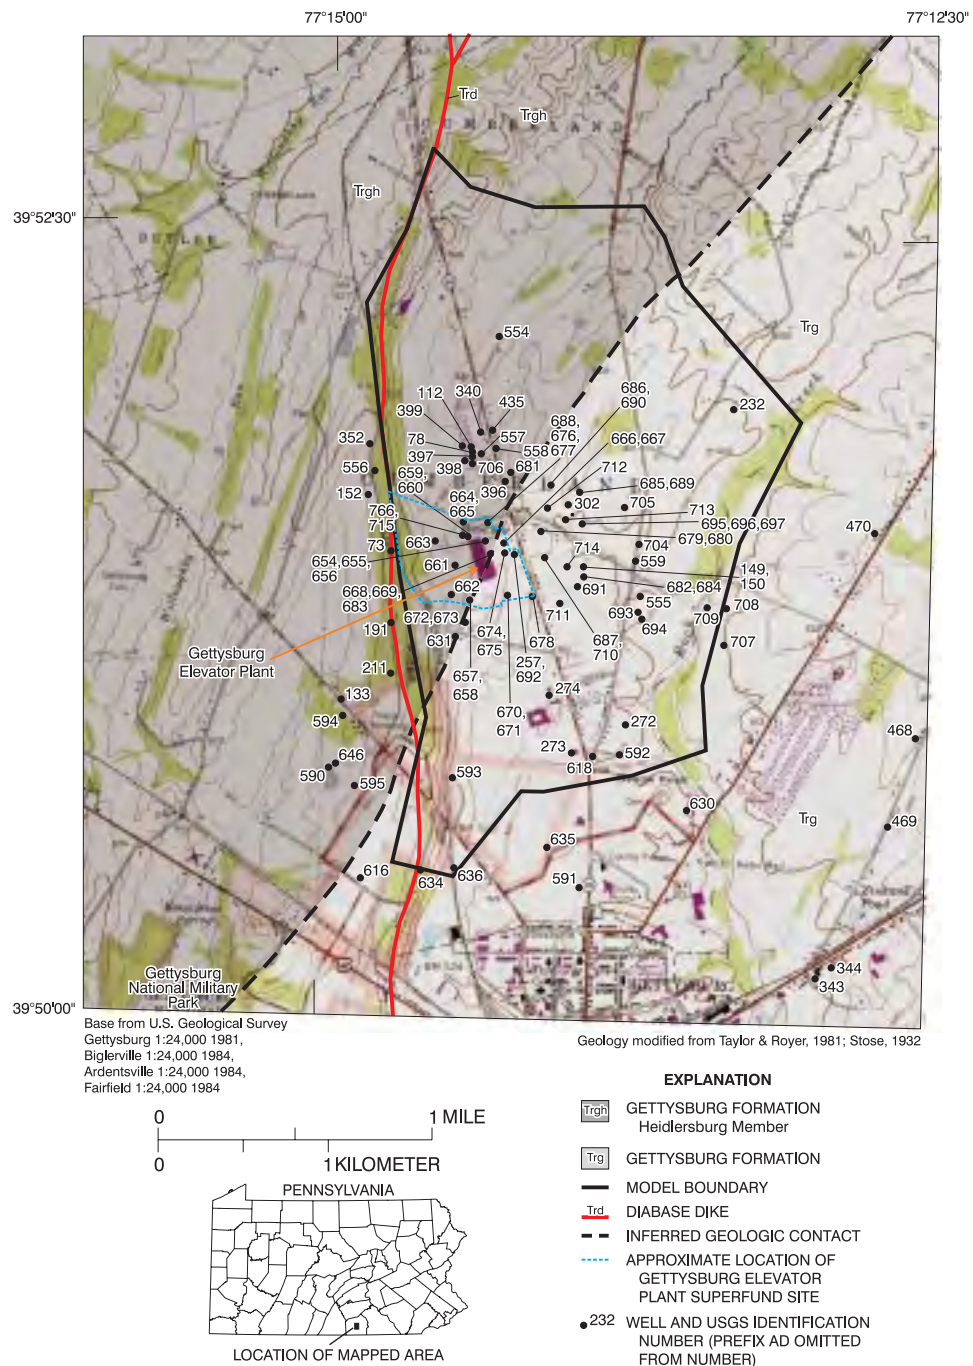 77°15'00"
77°12'30"
Trd
Trgh
Trgh
39°52'30"
BUTLER
Trg
554
686,
690
112
340
435
232
399
688,
676,
677
666,667
352
78
557
397
558
712
556
659,
660
398
706
681
685,689
152
664,
665
396
302
705
713
766,
715
695,696,697
470
663
679,680
73
704
714
559
654,655,
656
661
149,
150
668,669,
683
662
691
682,684
555
708
672,673
711
693
709
191
631
674,
675
678
694
687,
710
707
Gettysburg
Elevator Plant
211
657,
658
257,
692
133
274
670,
671
594
272
468
646
273
592
590
593
618
595
630
Trg
469
635
616
634
636
591
Gettysburg
National Military
Park
344
343
39°50'00"
Base from U.S. Geological Survey
Gettysburg 1:24,000 1981,
Biglerville 1:24,000 1984,
Ardentsville 1:24,000 1984,
Fairfield 1:24,000 1984
Geology modified from Taylor & Royer, 1981; Stose, 1932
0 1 MILE
0 1 KILOMETER
PENNSYLVANIA
LOCATION OF MAPPED AREA
EXPLANATION
Trgh GETTYSBURG FORMATION
Heidlersburg Member
Trg GETTYSBURG FORMATION
MODEL BOUNDARY
Trd DIABASE DIKE
INFERRED GEOLOGIC CONTACT
APPROXIMATE LOCATION OF
GETTYSBURG ELEVATOR
PLANT SUPERFUND SITE
232 WELL AND USGS IDENTIFICATION
NUMBER (PREFIX AD OMITTED
FROM NUMBER)